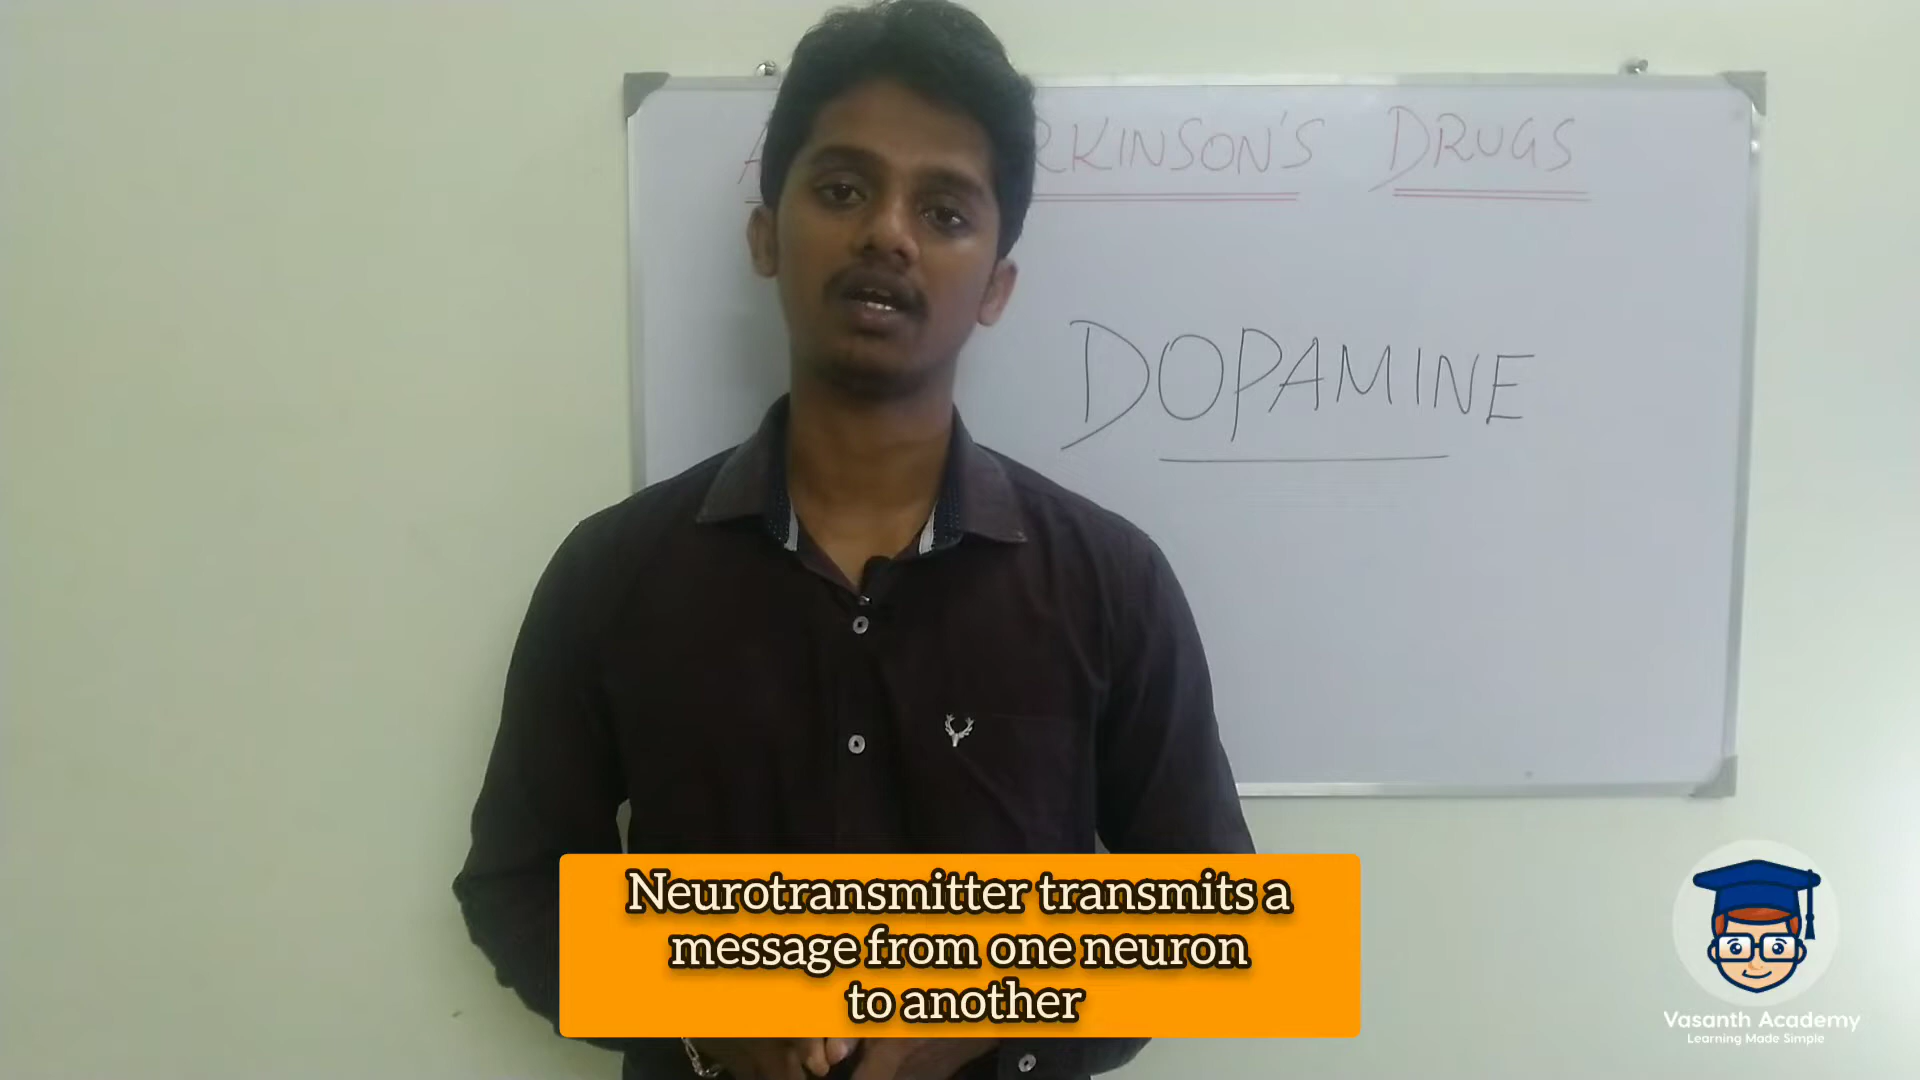 RKINSON'S DRUGS
DOPAMINE
Neurotransmitter transmits a
message from one neuron
to another
Vasanth Academy
Learning Made Simple